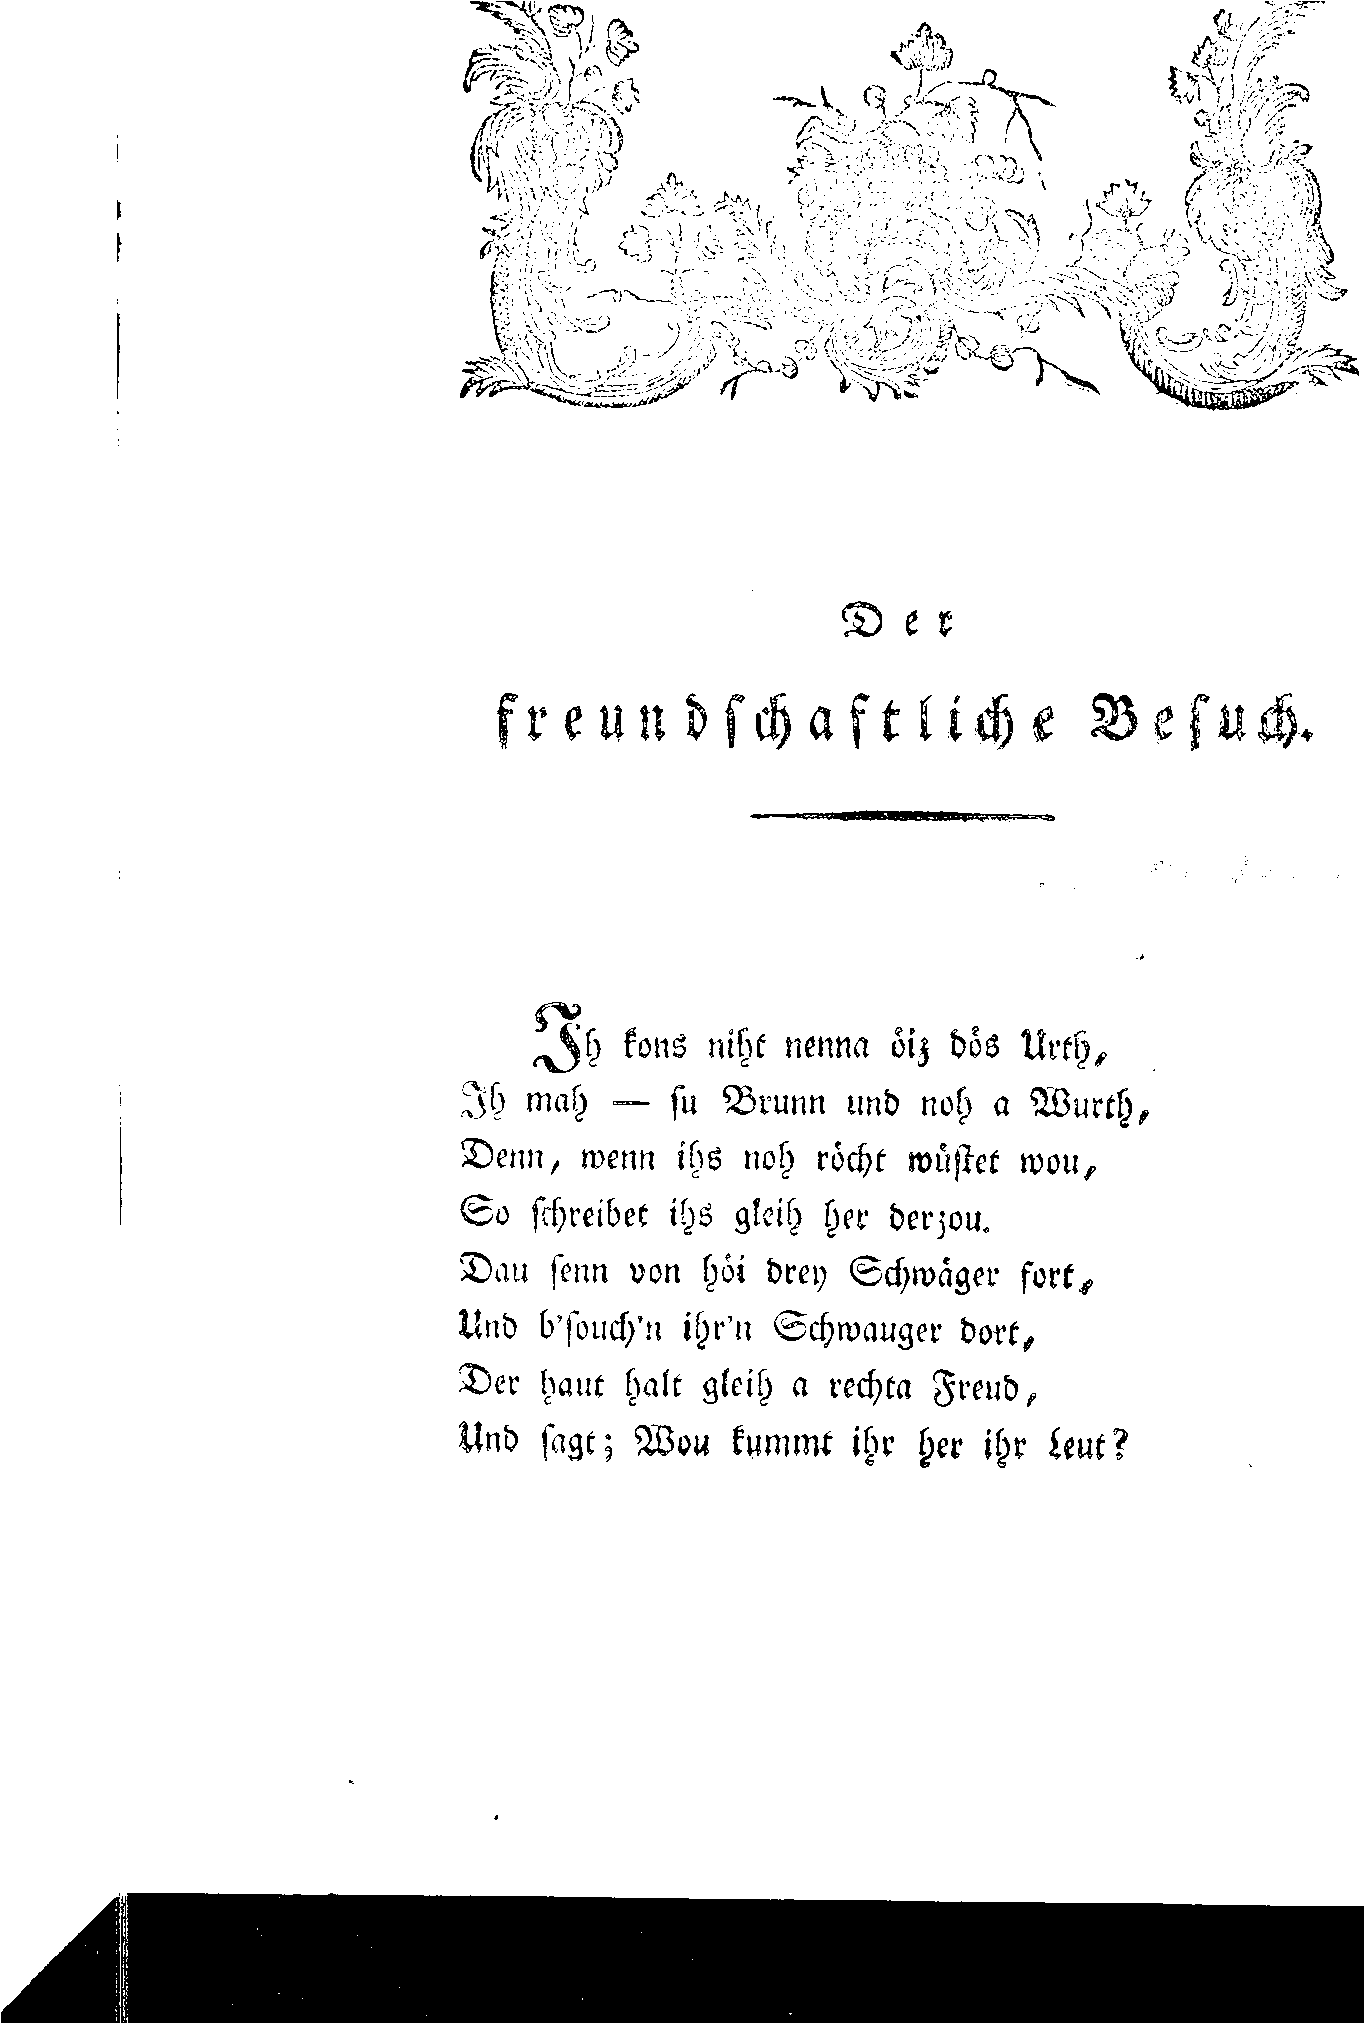 Der
freundſchaftliche Beſuch.
Ih kons niht nenna öiz dös Urth,
Ih mah — ſu Brunn und noh a Wurth,
Denn, wenn ihs noh röcht wüſtet wou,
So ſchreibet ihs gleih her derzou.
Dau ſenn von höi drey Schwäger fort,
Und b'ſouch'n ihr'n Schwauger dort,
Der haut halt gleih a rechta Freud,
Und ſagt; Wou kummt ihr her ihr Leut?